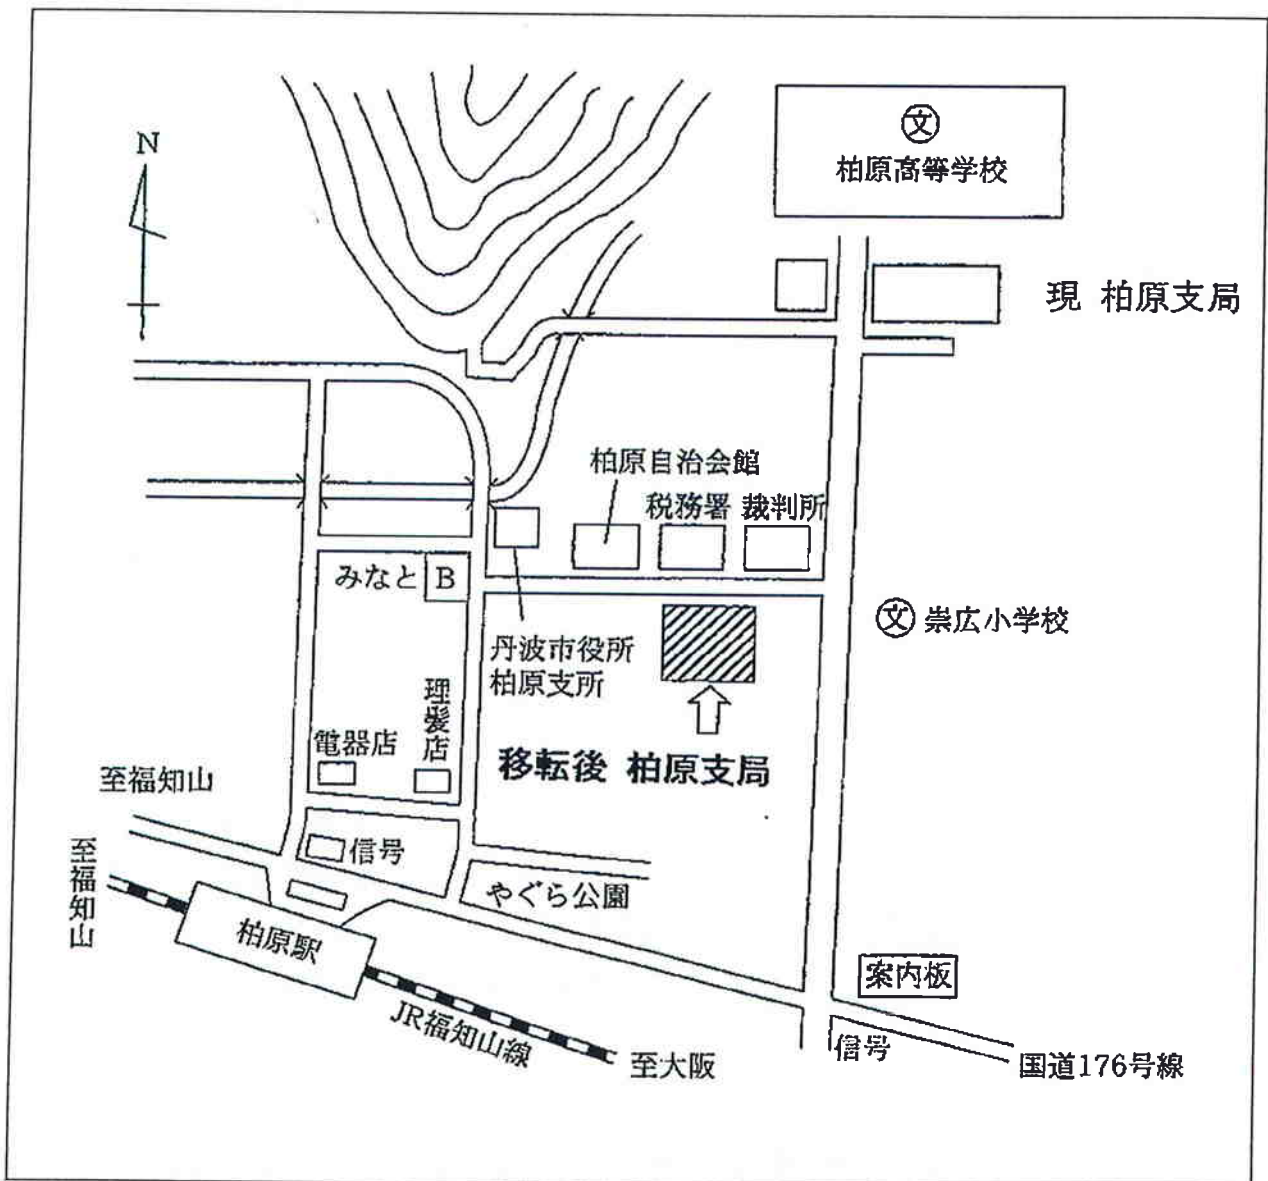 N
文
柏原高等学校
現 柏原支局
柏原自治会館
税務署
裁判所
みなと
B
文
崇広小学校
丹波市役所
柏原支所
理髪店
電器店
移転後 柏原支局
至福知山
至福知山
信号
やぐら公園
柏原駅
案内板
JR福知山線
至大阪
信号
国道176号線